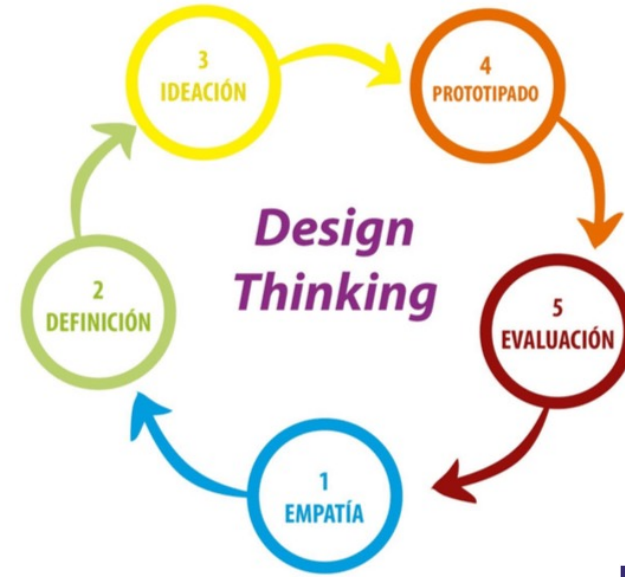 3
IDEACIÓN
4
PROTOTIPADO
Design
Thinking
2
DEFINICIÓN
5
EVALUACIÓN
1
EMPATÍA